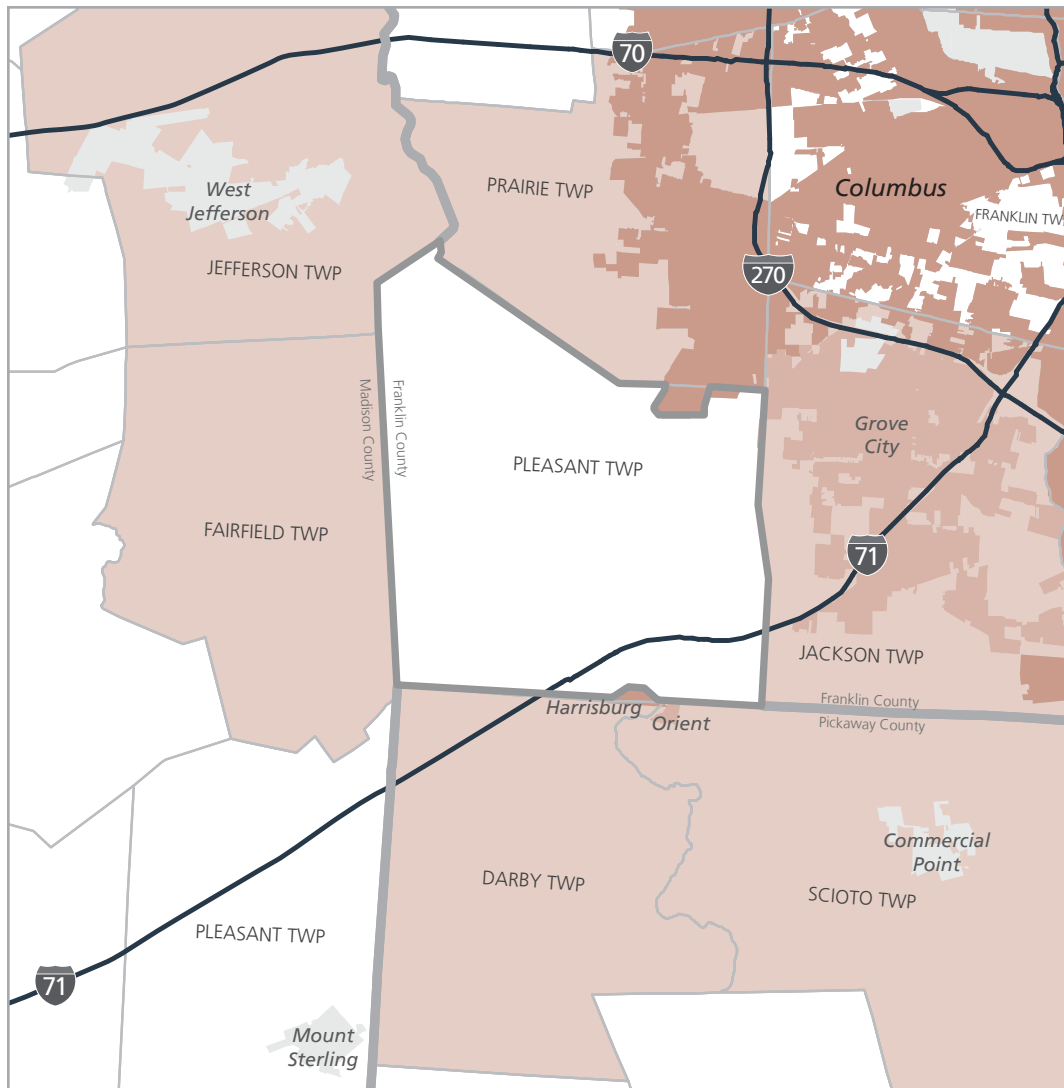 70
PRAIRIE TWP
Columbus
West
Jefferson
FRANKLIN TW
JEFFERSON TWP
270
Madison County
Franklin County
Grove
City
PLEASANT TWP
FAIRFIELD TWP
71
JACKSON TWP
Franklin County
Pickaway County
Harrisburg
Orient
Commercial
Point
DARBY TWP
SCIOTO TWP
PLEASANT TWP
71
Mount
Sterling